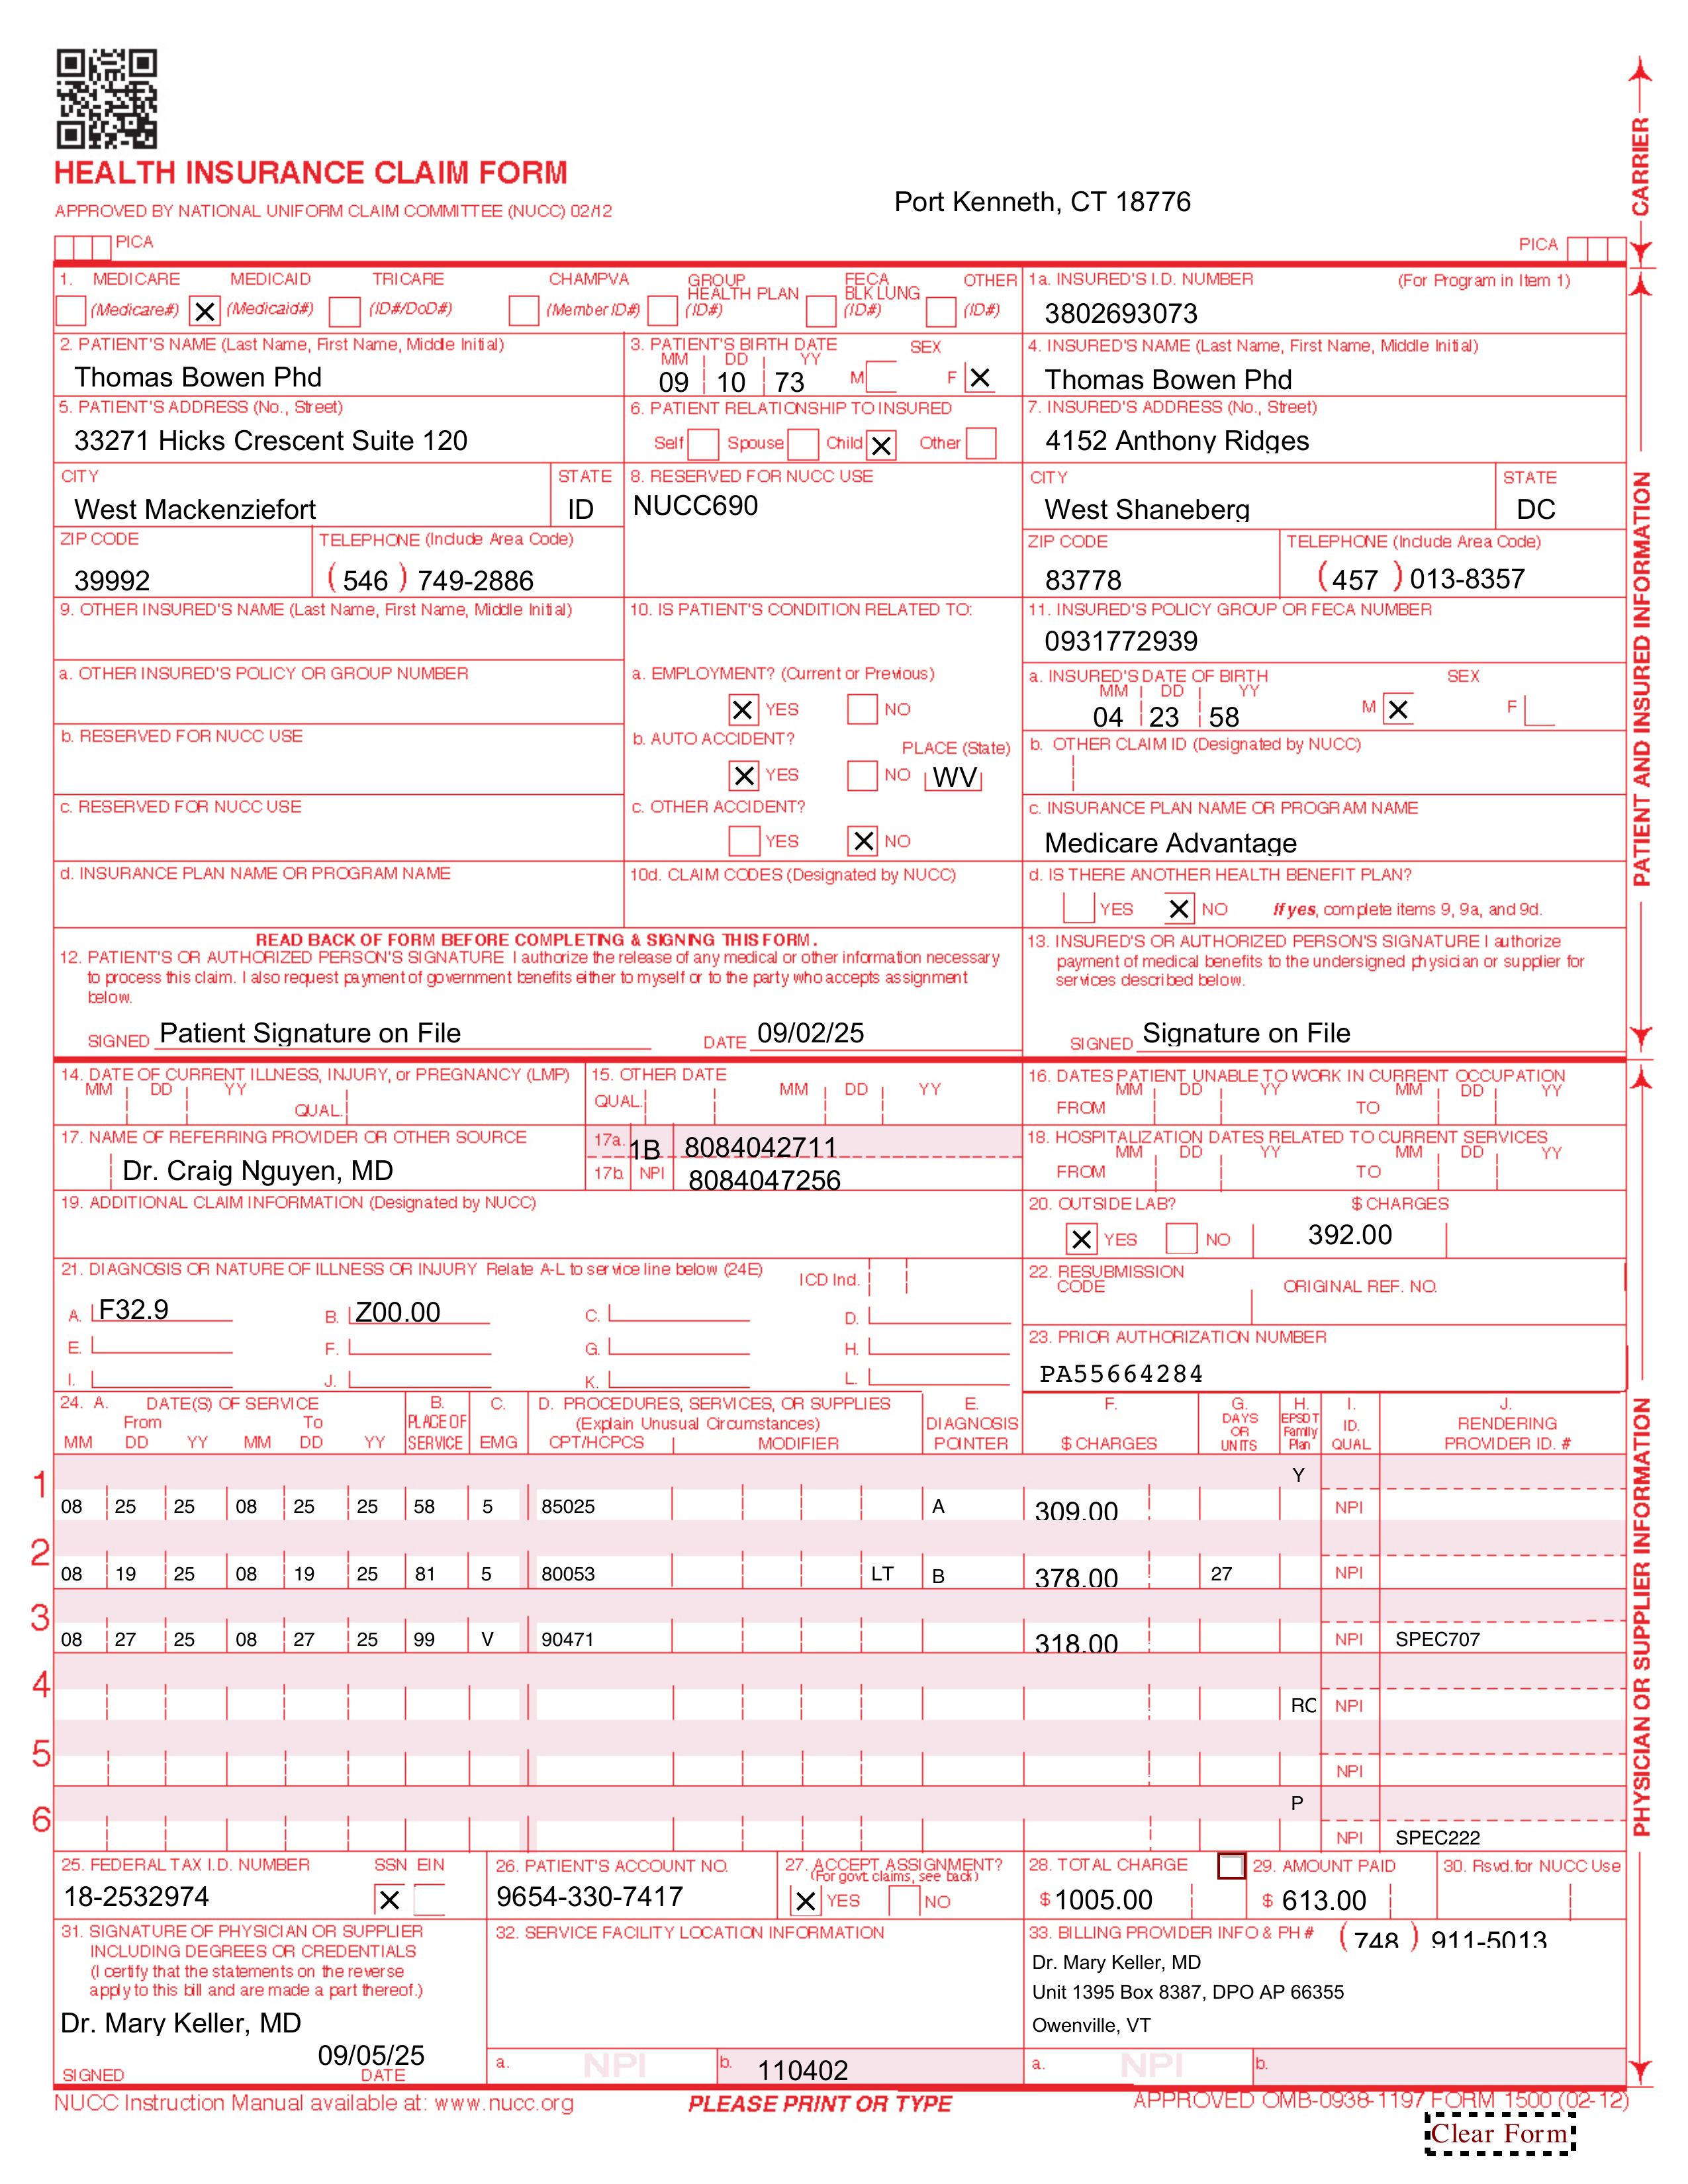 HEALTH INSURANCE CLAIM FORM
APPROVED BY NATIONAL UNIFORM CLAIM COMMITTEE (NUCC) 02/12
Port Kenneth, CT 18776
PICA
PICA
CARRIER
1. MEDICARE MEDICAID TRICARE CHAMPVA GROUP HEALTH PLAN FECA BLK LUNG OTHER
(Medicare#) X (Medicaid#) (ID#/DoD#) (Member ID#) (ID#) (ID#) (ID#)
1a. INSURED'S I.D. NUMBER (For Program in Item 1)
3802693073
2. PATIENT'S NAME (Last Name, First Name, Middle Initial)
Thomas Bowen Phd
3. PATIENT'S BIRTH DATE SEX
MM DD YY
09 10 73 M F X
4. INSURED'S NAME (Last Name, First Name, Middle Initial)
Thomas Bowen Phd
5. PATIENT'S ADDRESS (No., Street)
33271 Hicks Crescent Suite 120
6. PATIENT RELATIONSHIP TO INSURED
Self Spouse Child X Other
7. INSURED'S ADDRESS (No., Street)
4152 Anthony Ridges
CITY STATE
West Mackenziefort ID
8. RESERVED FOR NUCC USE
NUCC690
CITY STATE
West Shaneberg DC
ZIP CODE TELEPHONE (Include Area Code)
39992 (546) 749-2886
ZIP CODE TELEPHONE (Include Area Code)
83778 (457) 013-8357
9. OTHER INSURED'S NAME (Last Name, First Name, Middle Initial)
10. IS PATIENT'S CONDITION RELATED TO:
11. INSURED'S POLICY GROUP OR FECA NUMBER
0931772939
a. OTHER INSURED'S POLICY OR GROUP NUMBER
a. EMPLOYMENT? (Current or Previous)
X YES NO
a. INSURED'S DATE OF BIRTH SEX
MM DD YY
04 23 58 M X F
b. RESERVED FOR NUCC USE
b. AUTO ACCIDENT? PLACE (State)
X YES NO WV
b. OTHER CLAIM ID (Designated by NUCC)
c. RESERVED FOR NUCC USE
c. OTHER ACCIDENT?
YES X NO
c. INSURANCE PLAN NAME OR PROGRAM NAME
Medicare Advantage
d. INSURANCE PLAN NAME OR PROGRAM NAME
10d. CLAIM CODES (Designated by NUCC)
d. IS THERE ANOTHER HEALTH BENEFIT PLAN?
YES X NO If yes, complete items 9, 9a, and 9d.
PATIENT AND INSURED INFORMATION
READ BACK OF FORM BEFORE COMPLETING & SIGNING THIS FORM.
12. PATIENT'S OR AUTHORIZED PERSON'S SIGNATURE I authorize the release of any medical or other information necessary
to process this claim. I also request payment of government benefits either to myself or to the party who accepts assignment
below.
SIGNED Patient Signature on File DATE 09/02/25
13. INSURED'S OR AUTHORIZED PERSON'S SIGNATURE I authorize
payment of medical benefits to the undersigned physician or supplier for
services described below.
SIGNED Signature on File
14. DATE OF CURRENT ILLNESS, INJURY, or PREGNANCY (LMP)
MM DD YY QUAL.
15. OTHER DATE
QUAL. MM DD YY
16. DATES PATIENT UNABLE TO WORK IN CURRENT OCCUPATION
MM DD YY MM DD YY
FROM TO
17. NAME OF REFERRING PROVIDER OR OTHER SOURCE
Dr. Craig Nguyen, MD
17a. 1B 8084042711
17b. NPI 8084047256
18. HOSPITALIZATION DATES RELATED TO CURRENT SERVICES
MM DD YY MM DD YY
FROM TO
19. ADDITIONAL CLAIM INFORMATION (Designated by NUCC)
20. OUTSIDE LAB? $ CHARGES
X YES NO 392.00
21. DIAGNOSIS OR NATURE OF ILLNESS OR INJURY Relate A-L to service line below (24E) ICD Ind.
A. F32.9 B. Z00.00 C. D.
E. F. G. H.
I. J. K. L.
22. RESUBMISSION CODE ORIGINAL REF. NO.
23. PRIOR AUTHORIZATION NUMBER
PA55664284
24. A. DATE(S) OF SERVICE B. C. D. PROCEDURES, SERVICES, OR SUPPLIES E. F. G. H. I. J.
From To PLACE OF SERVICE EMG (Explain Unusual Circumstances) DIAGNOSIS POINTER $ CHARGES DAYS OR UNITS EPSDT Family Plan ID. QUAL RENDERING PROVIDER ID. #
MM DD YY MM DD YY CPT/HCPCS MODIFIER
Y
1 08 25 25 08 25 25 58 5 85025 A 309.00 NPI
2 08 19 25 08 19 25 81 5 80053 LT B 378.00 27 NPI
3 08 27 25 08 27 25 99 V 90471 318.00 NPI SPEC707
4 RC NPI
5 NPI
P
6 NPI SPEC222
PHYSICIAN OR SUPPLIER INFORMATION
25. FEDERAL TAX I.D. NUMBER SSN EIN
18-2532974 X
26. PATIENT'S ACCOUNT NO.
9654-330-7417
27. ACCEPT ASSIGNMENT?
(For govt. claims, see back)
X YES NO
28. TOTAL CHARGE
$ 1005.00
29. AMOUNT PAID
$ 613.00
30. Rsvd. for NUCC Use
31. SIGNATURE OF PHYSICIAN OR SUPPLIER
INCLUDING DEGREES OR CREDENTIALS
(I certify that the statements on the reverse
apply to this bill and are made a part thereof.)
Dr. Mary Keller, MD
09/05/25
SIGNED DATE
32. SERVICE FACILITY LOCATION INFORMATION
a. NPI b. 110402
33. BILLING PROVIDER INFO & PH # (748) 911-5013
Dr. Mary Keller, MD
Unit 1395 Box 8387, DPO AP 66355
Owenville, VT
a. NPI b.
NUCC Instruction Manual available at: www.nucc.org
PLEASE PRINT OR TYPE
APPROVED OMB-0938-1197 FORM 1500 (02-12)
Clear Form